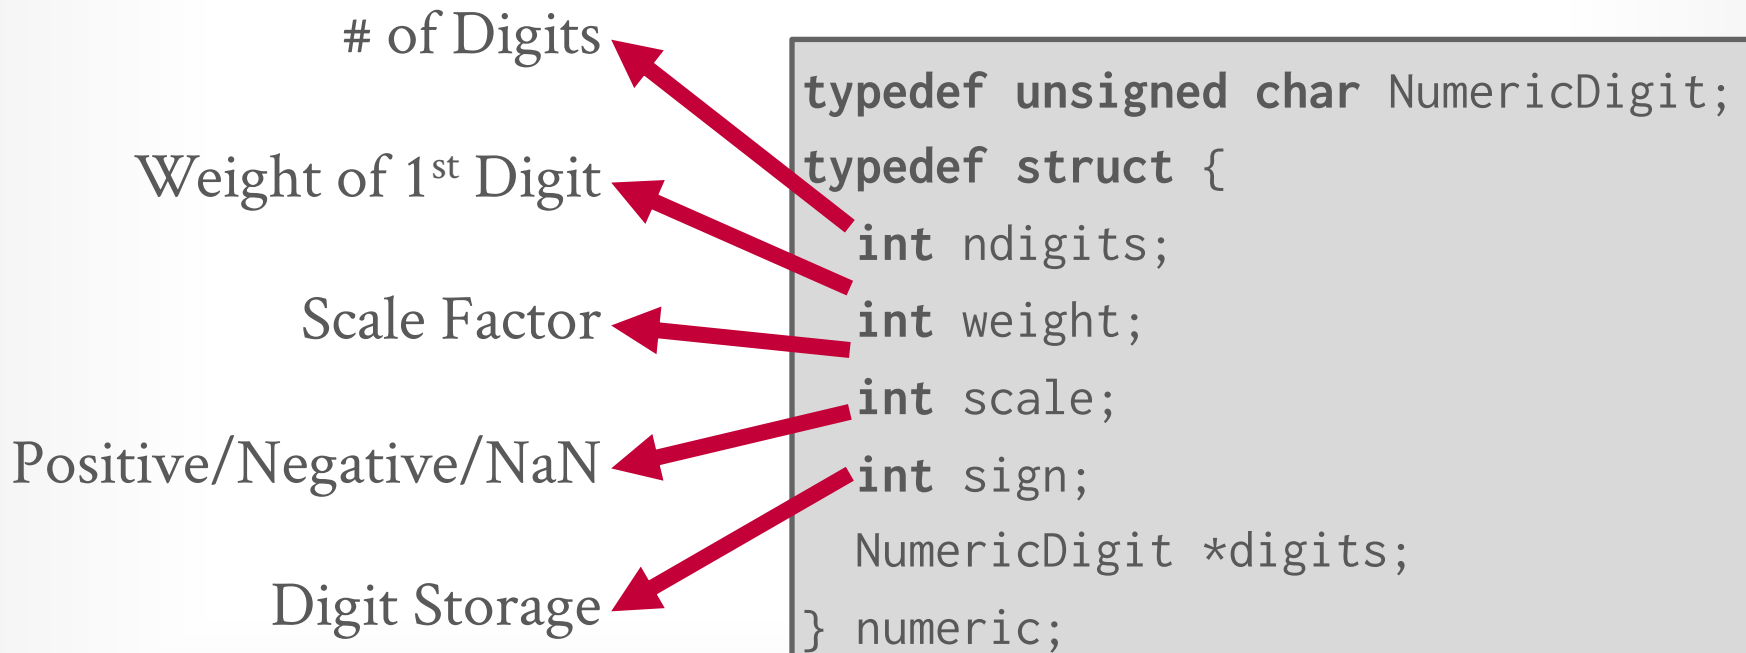 # of Digits
Weight of 1st Digit
Scale Factor
Positive/Negative/NaN
Digit Storage
typedef unsigned char NumericDigit;
typedef struct {
  int ndigits;
  int weight;
  int scale;
  int sign;
  NumericDigit *digits;
} numeric;